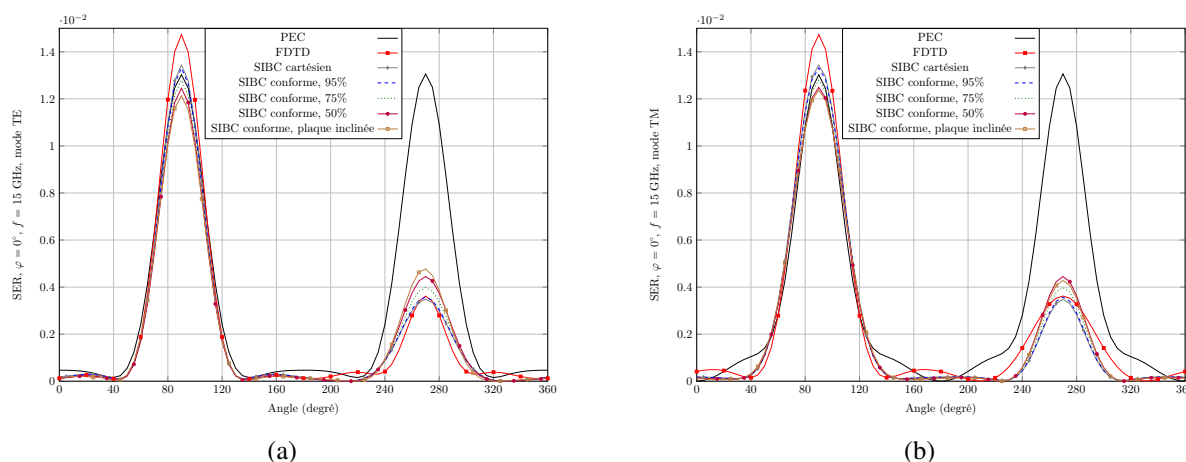 ·10⁻²
1.4
1.2
1
0.8
0.6
0.4
0.2
0
SER, φ = 0°, f = 15 GHz, mode TE
PEC
FDTD
SIBC cartésien
SIBC conforme, 95%
SIBC conforme, 75%
SIBC conforme, 50%
SIBC conforme, plaque inclinée
0 40 80 120 160 200 240 280 320 360
Angle (degré)
(a)
·10⁻²
1.4
1.2
1
0.8
0.6
0.4
0.2
0
SER, φ = 0°, f = 15 GHz, mode TM
PEC
FDTD
SIBC cartésien
SIBC conforme, 95%
SIBC conforme, 75%
SIBC conforme, 50%
SIBC conforme, plaque inclinée
0 40 80 120 160 200 240 280 320 360
Angle (degré)
(b)